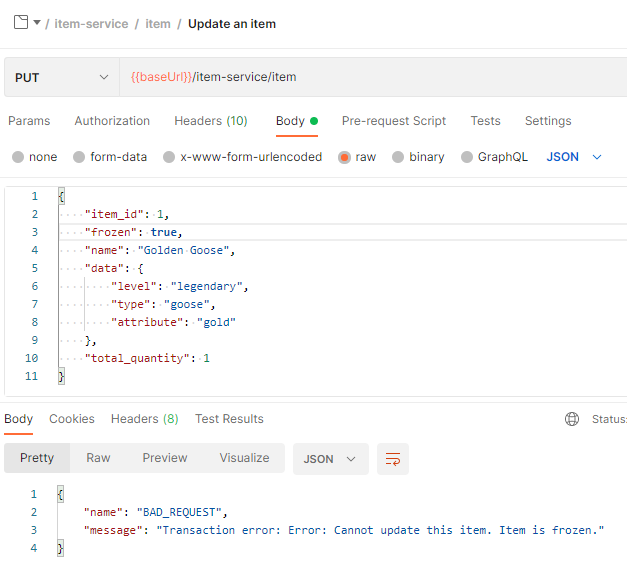 / item-service / item / Update an item
PUT {{baseUrl}}/item-service/item
Params Authorization Headers (10) Body Pre-request Script Tests Settings
none form-data x-www-form-urlencoded raw binary GraphQL JSON
1 {
2 "item_id": 1,
3 "frozen": true,
4 "name": "Golden Goose",
5 "data": {
6 "level": "legendary",
7 "type": "goose",
8 "attribute": "gold"
9 },
10 "total_quantity": 1
11 }
Body Cookies Headers (8) Test Results Status:
Pretty Raw Preview Visualize JSON
1 {
2 "name": "BAD_REQUEST",
3 "message": "Transaction error: Error: Cannot update this item. Item is frozen."
4 }